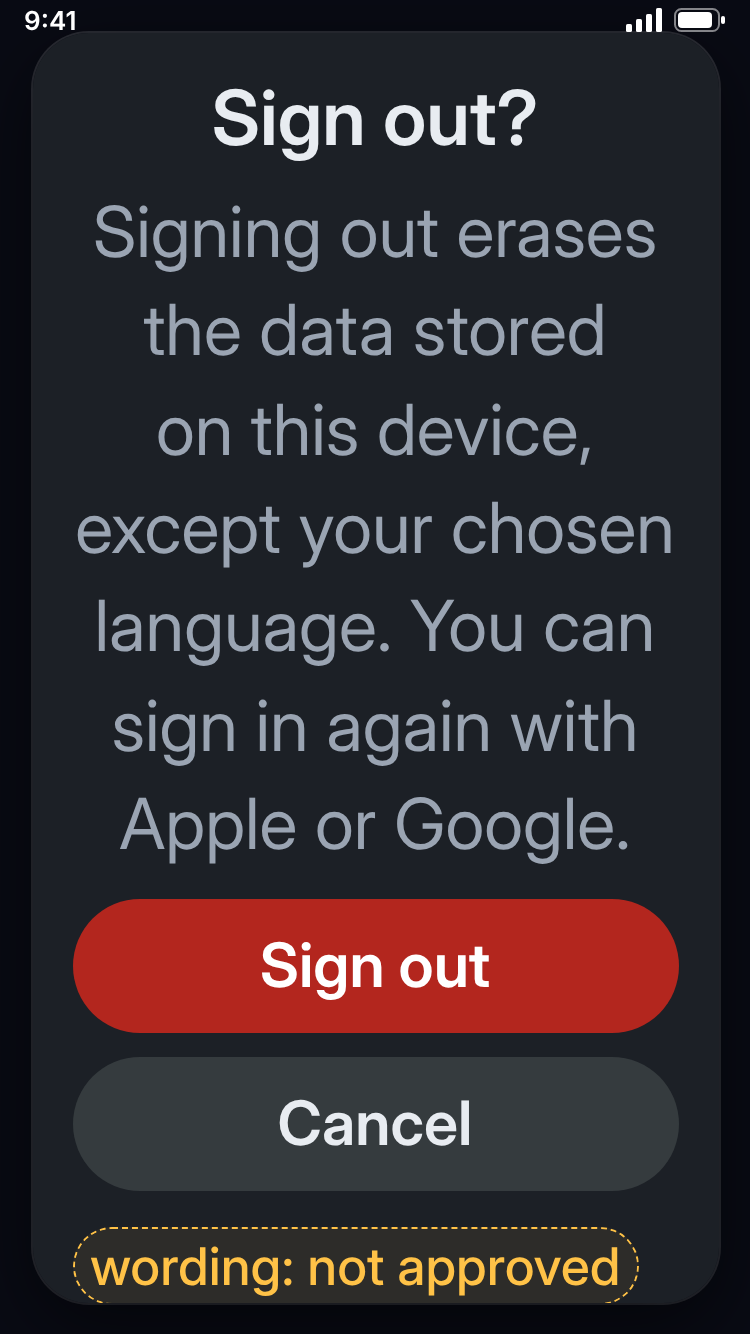 9:41
Sign out?
Signing out erases
the data stored
on this device,
except your chosen
language. You can
sign in again with
Apple or Google.
Sign out
Cancel
wording: not approved